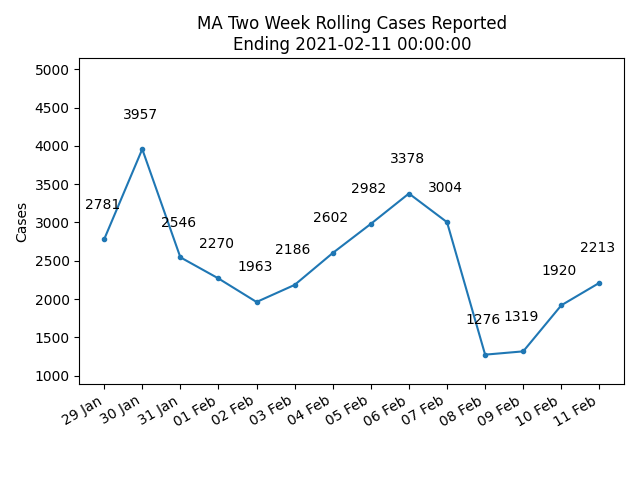 MA Two Week Rolling Cases Reported
Ending 2021-02-11 00:00:00
Cases
5000
4500
4000
3500
3000
2500
2000
1500
1000
2781
3957
2546
2270
1963
2186
2602
2982
3378
3004
1276
1319
1920
2213
29 Jan
30 Jan
31 Jan
01 Feb
02 Feb
03 Feb
04 Feb
05 Feb
06 Feb
07 Feb
08 Feb
09 Feb
10 Feb
11 Feb